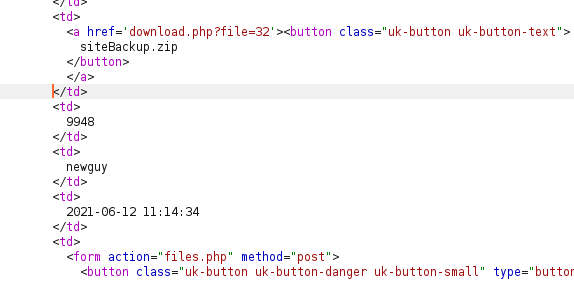 </td>
<td>
<a href='download.php?file=32'><button class="uk-button uk-button-text">
siteBackup.zip
</button>
</a>
</td>
<td>
9948
</td>
<td>
newguy
</td>
<td>
2021-06-12 11:14:34
</td>
<td>
<form action="files.php" method="post">
<button class="uk-button uk-button-danger uk-button-small" type="button